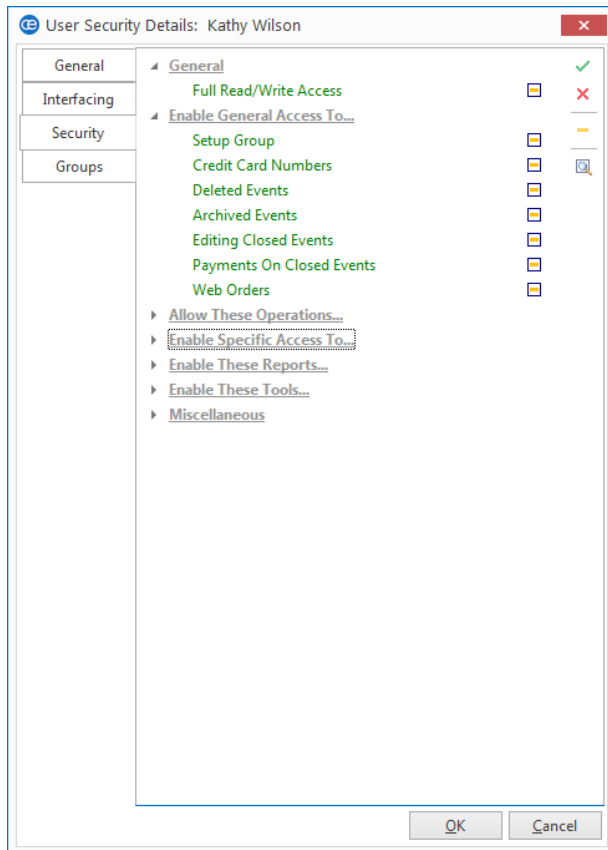 User Security Details:  Kathy Wilson
General
Interfacing
Security
Groups
General
Full Read/Write Access
Enable General Access To...
Setup Group
Credit Card Numbers
Deleted Events
Archived Events
Editing Closed Events
Payments On Closed Events
Web Orders
Allow These Operations...
Enable Specific Access To...
Enable These Reports...
Enable These Tools...
Miscellaneous
OK
Cancel